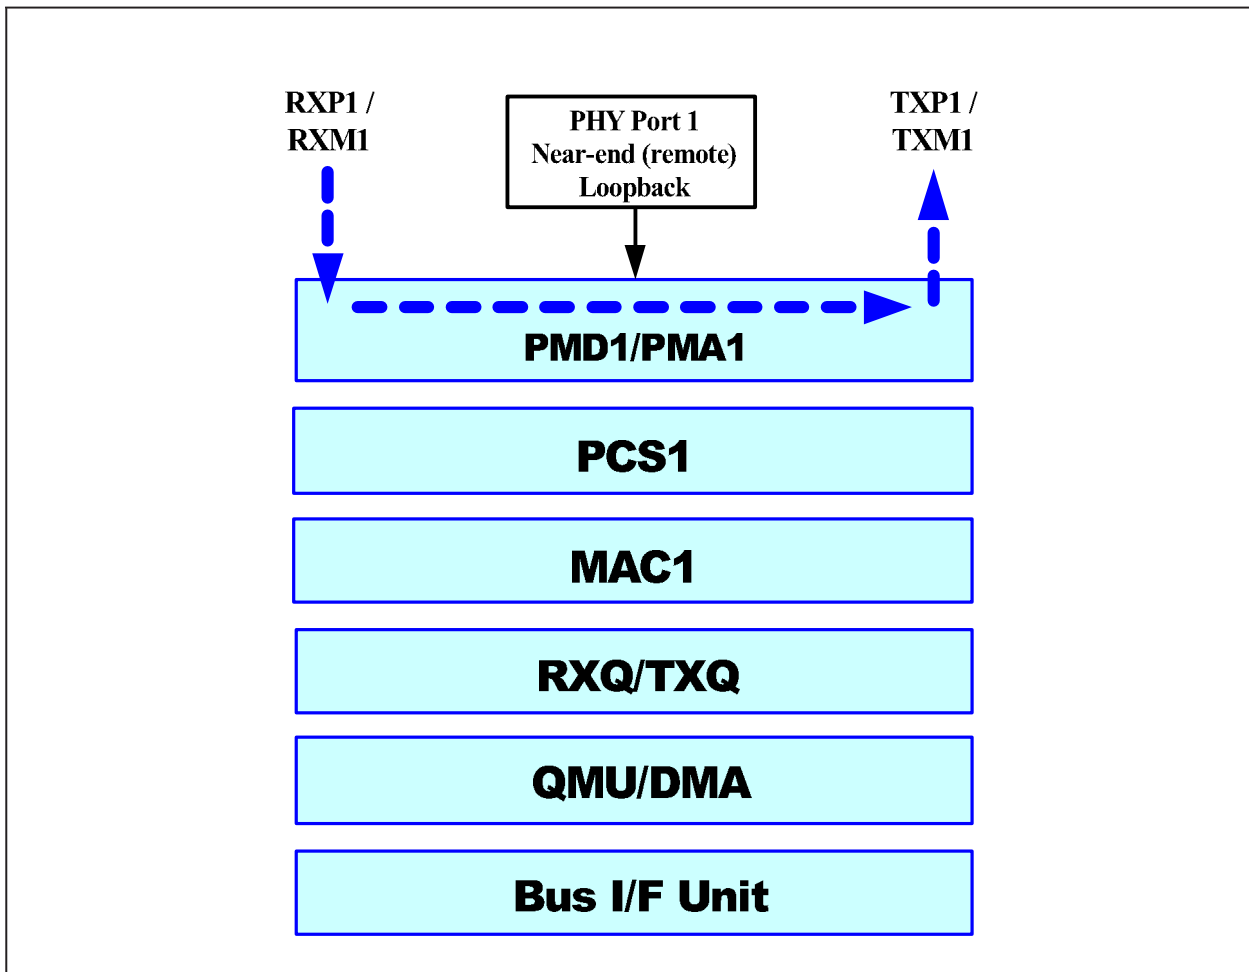 RXP1 /
RXM1
PHY Port 1
Near-end (remote)
Loopback
TXP1 /
TXM1
PMD1/PMA1
PCS1
MAC1
RXQ/TXQ
QMU/DMA
Bus I/F Unit